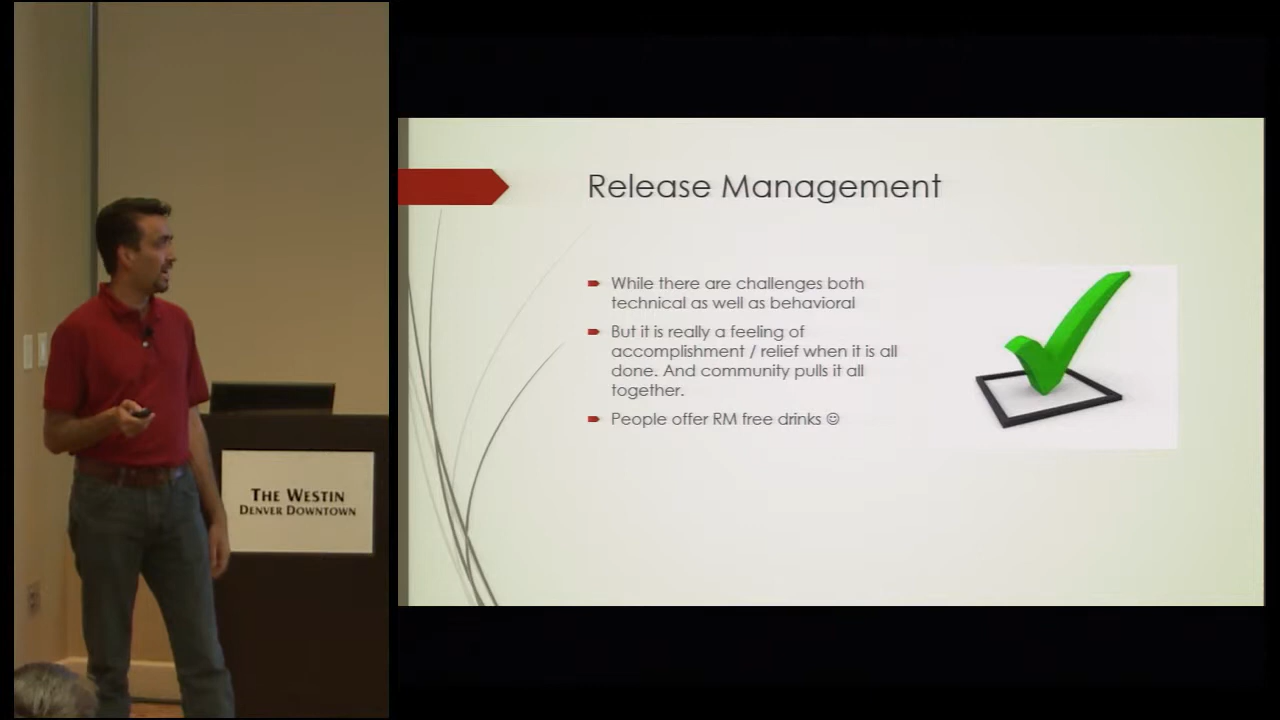 Release Management
While there are challenges both
technical as well as behavioral
But it is really a feeling of
accomplishment / relief when it is all
done. And community pulls it all
together.
People offer RM free drinks ☺
THE WESTIN
DENVER DOWNTOWN